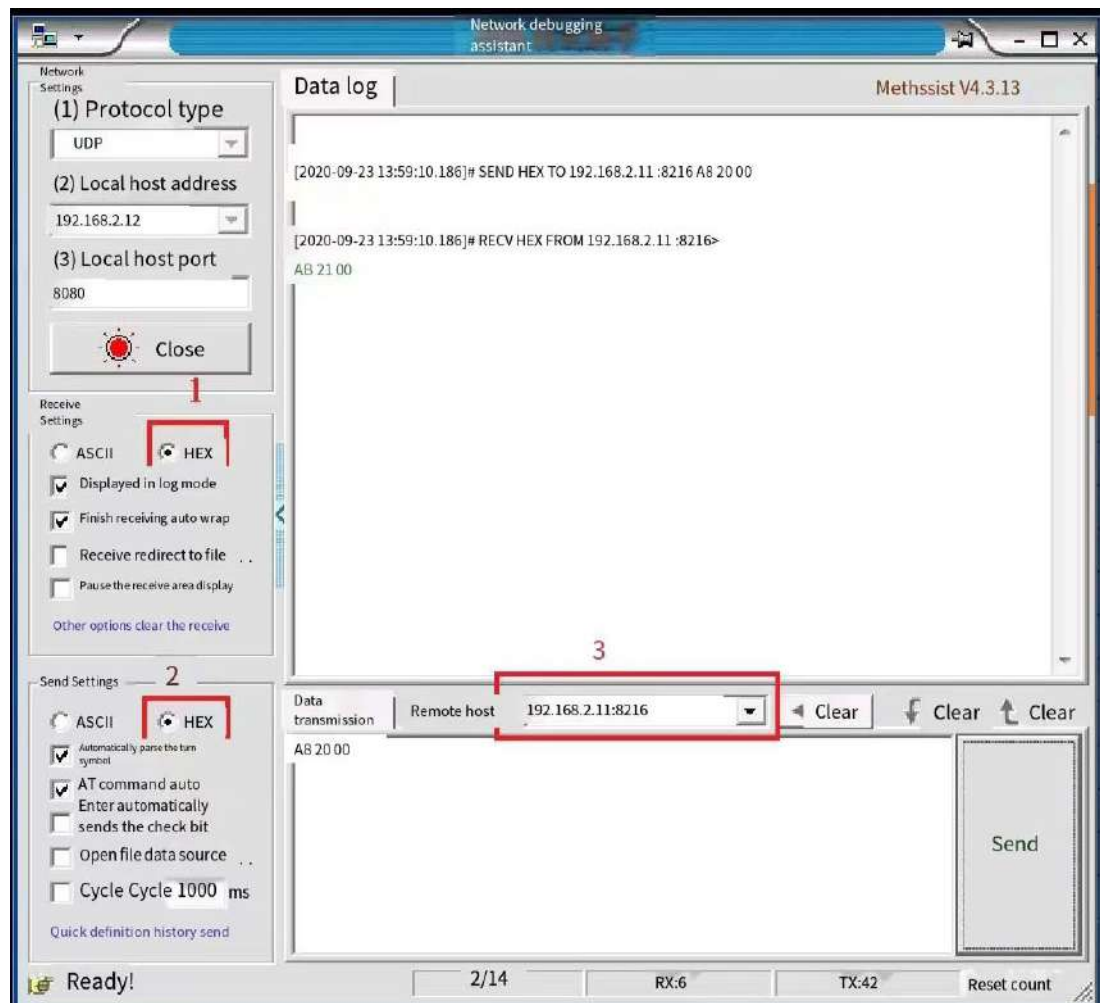 Network debugging
assistant
Network
Settings
(1) Protocol type
UDP
(2) Local host address
192.168.2.12
(3) Local host port
8080
Close
1
Receive
Settings
ASCII
HEX
Displayed in log mode
Finish receiving auto wrap
Receive redirect to file . .
Pause the receive area display
Other options clear the receive
Send Settings
2
ASCII
HEX
Automatically parse the turn
symbol
AT command auto
Enter automatically
sends the check bit
Open file data source . .
Cycle Cycle 1000 ms
Quick definition history send
Data log
Methssist V4.3.13
[2020-09-23 13:59:10.186]# SEND HEX TO 192.168.2.11 :8216 A8 20 00
[2020-09-23 13:59:10.186]# RECV HEX FROM 192.168.2.11 :8216>
AB 21 00
3
Data
transmission
Remote host
192.168.2.11:8216
Clear
Clear
Clear
A8 20 00
Send
Ready!
2/14
RX:6
TX:42
Reset count